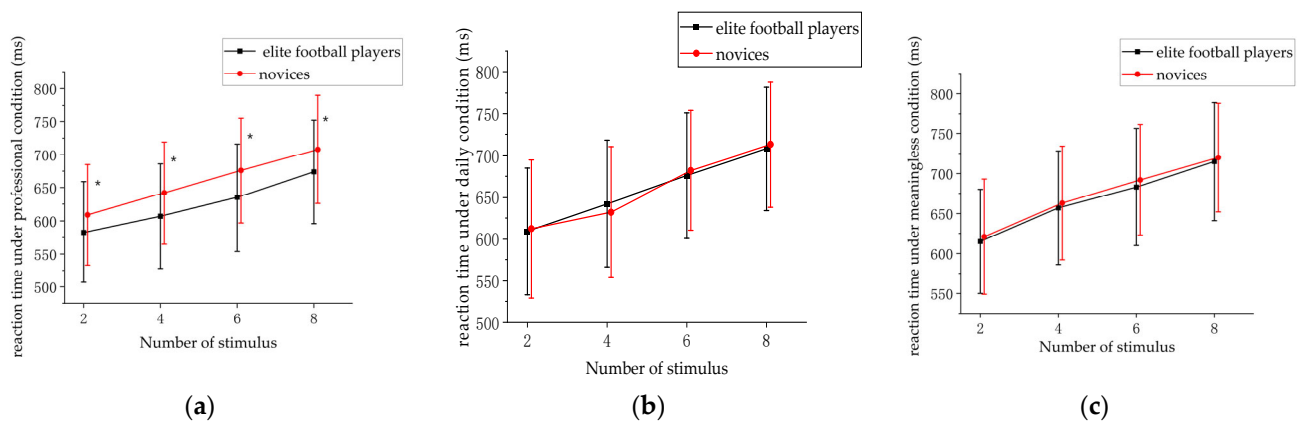 elite football players
novices
reaction time under professional condition (ms)
800
750
700
650
600
550
500
* * * *
2 4 6 8
Number of stimulus
(a)
elite football players
novices
reaction time under daily condition (ms)
800
750
700
650
600
550
500
2 4 6 8
Number of stimulus
(b)
elite football players
novices
reaction time under meaningless condition (ms)
800
750
700
650
600
550
2 4 6 8
Number of stimulus
(c)